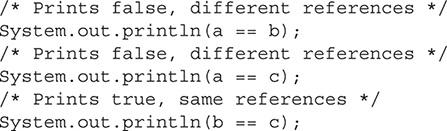 /* Prints false, different references */
System.out.println(a == b);
/* Prints false, different references */
System.out.println(a == c);
/* Prints true, same references */
System.out.println(b == c);